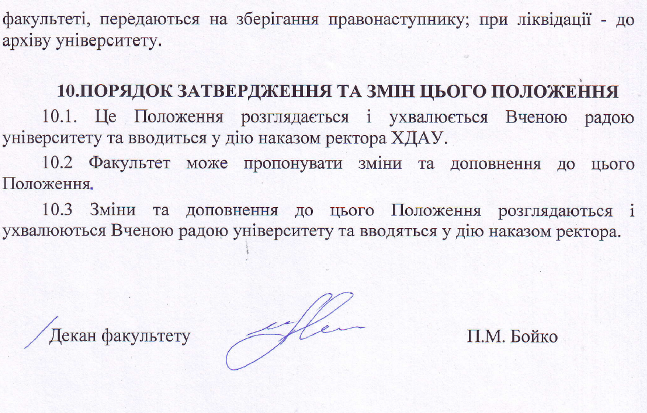 факультеті, передаються на зберігання правонаступнику; при ліквідації - до
архіву університету.
10.ПОРЯДОК ЗАТВЕРДЖЕННЯ ТА ЗМІН ЦЬОГО ПОЛОЖЕННЯ
10.1. Це Положення розглядається і ухвалюється Вченою радою
університету та вводиться у дію наказом ректора ХДАУ.
10.2 Факультет може пропонувати зміни та доповнення до цього
Положення.
10.3 Зміни та доповнення до цього Положення розглядаються і
ухвалюються Вченою радою університету та вводяться у дію наказом ректора.
Декан факультету П.М. Бойко